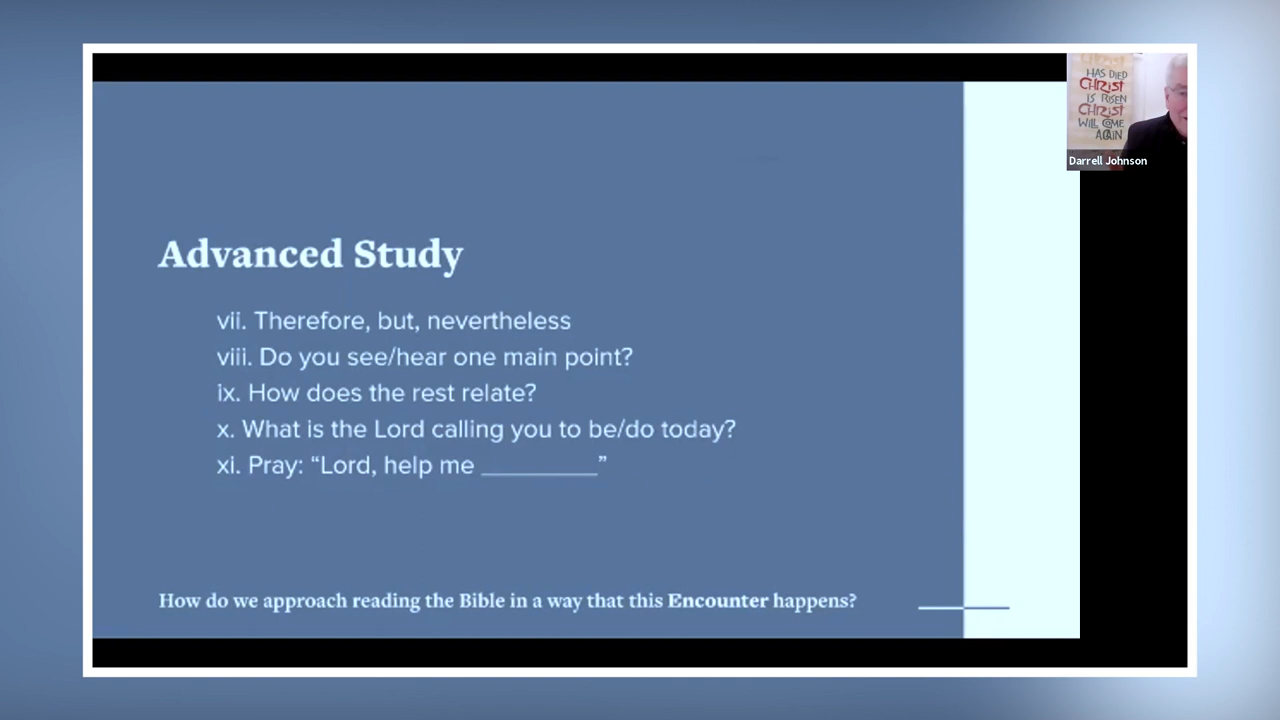 Advanced Study
vii. Therefore, but, nevertheless
viii. Do you see/hear one main point?
ix. How does the rest relate?
x. What is the Lord calling you to be/do today?
xi. Pray: “Lord, help me _________”
How do we approach reading the Bible in a way that this Encounter happens?
CHRIST
HAS DIED
CHRIST
IS RISEN
CHRIST
WILL COME
AGAIN
Darrell Johnson